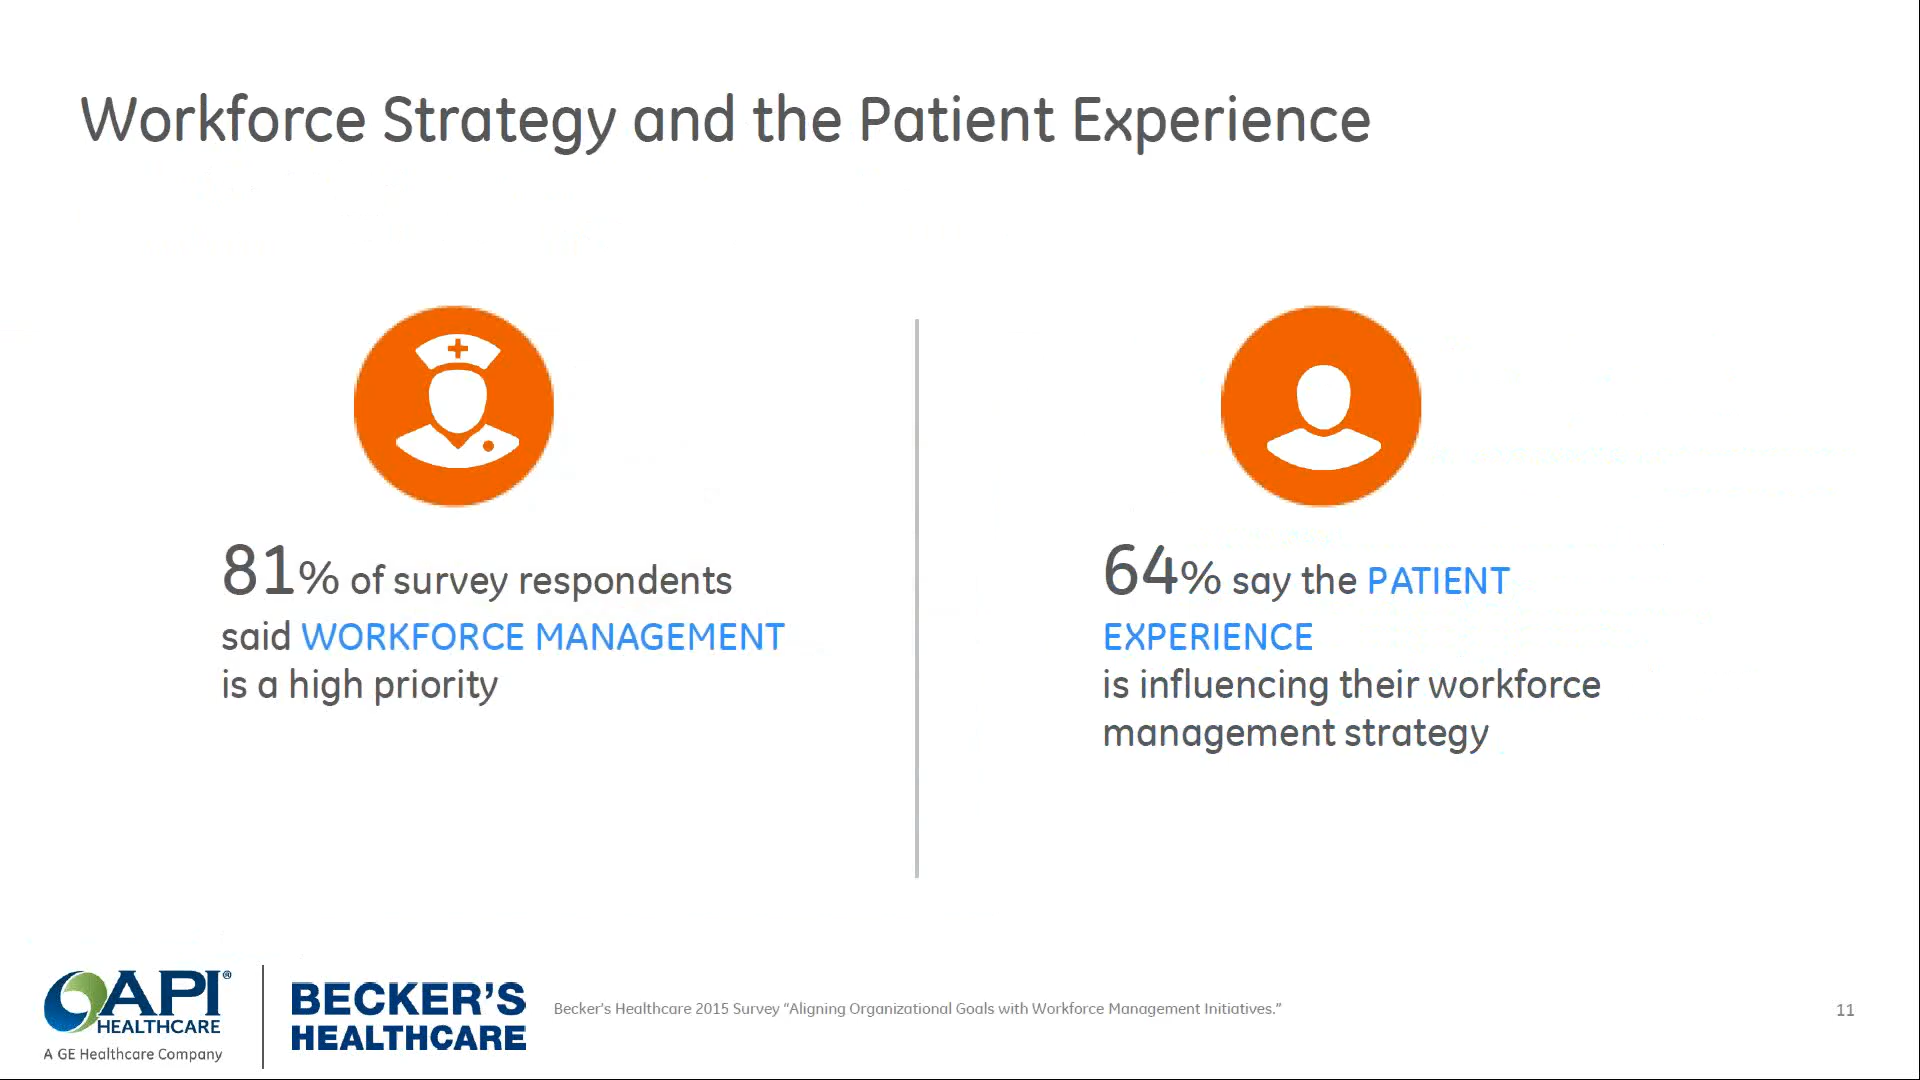 Workforce Strategy and the Patient Experience
81% of survey respondents
said WORKFORCE MANAGEMENT
is a high priority
64% say the PATIENT
EXPERIENCE
is influencing their workforce
management strategy
API®
HEALTHCARE
A GE Healthcare Company
BECKER'S
HEALTHCARE
Becker's Healthcare 2015 Survey “Aligning Organizational Goals with Workforce Management Initiatives.”
11